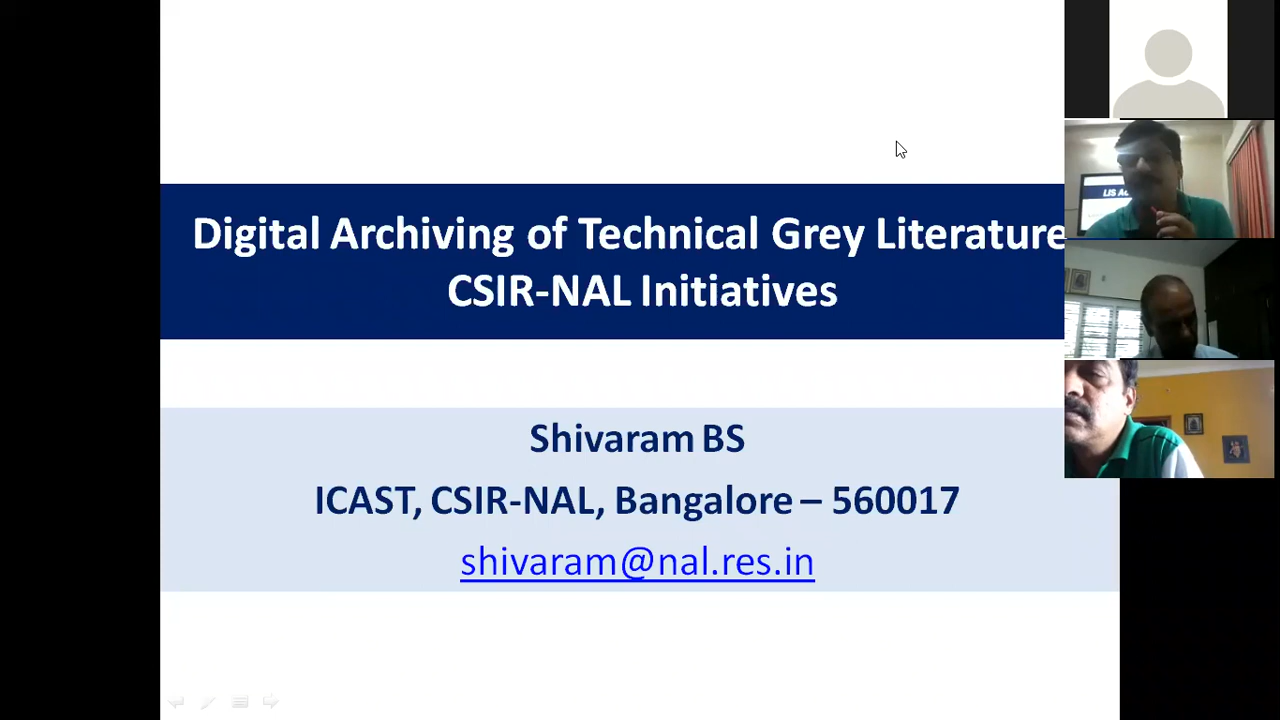 Digital Archiving of Technical Grey Literature
CSIR-NAL Initiatives
Shivaram BS
ICAST, CSIR-NAL, Bangalore – 560017
shivaram@nal.res.in